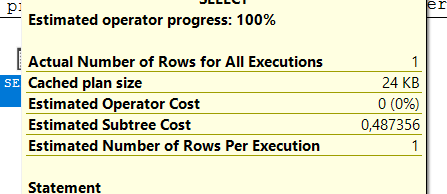 SELECT
Estimated operator progress: 100%
Actual Number of Rows for All Executions 1
Cached plan size 24 KB
Estimated Operator Cost 0 (0%)
Estimated Subtree Cost 0,487356
Estimated Number of Rows Per Execution 1
Statement